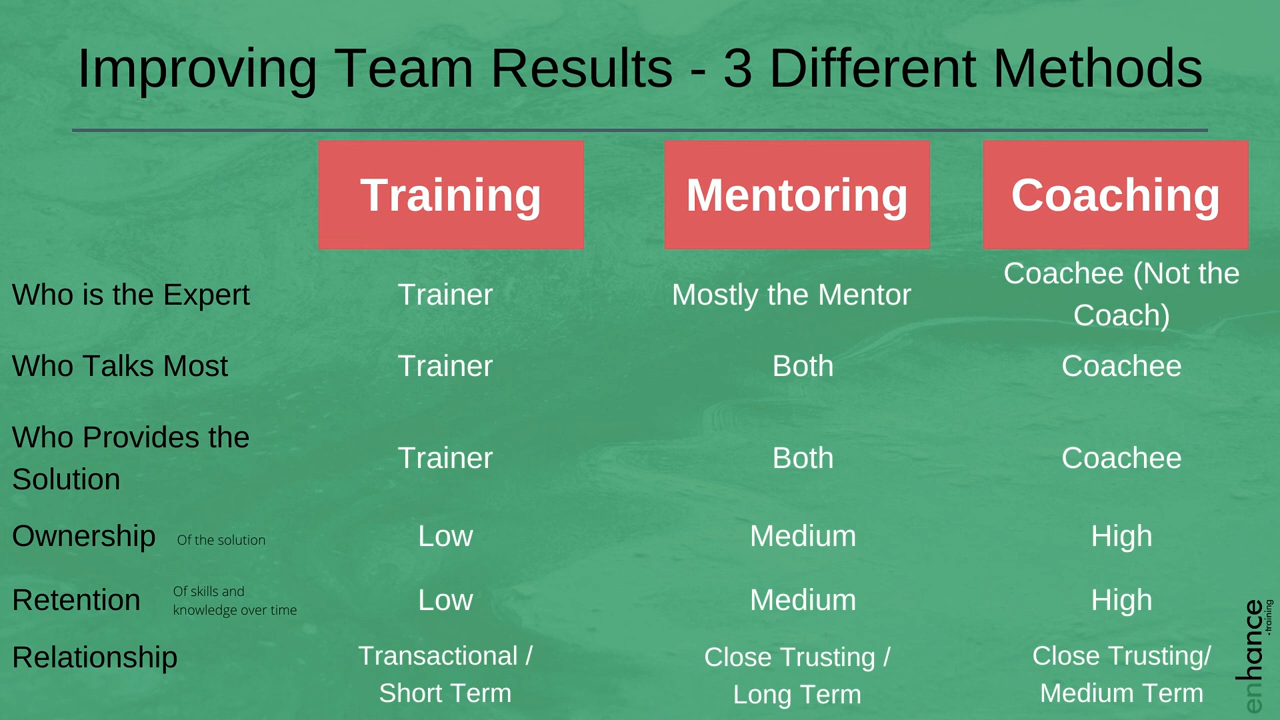 Improving Team Results - 3 Different Methods
Training Mentoring Coaching
Who is the Expert Trainer Mostly the Mentor Coachee (Not the
Coach)
Who Talks Most Trainer Both Coachee
Who Provides the
Solution Trainer Both Coachee
Ownership Of the solution Low Medium High
Retention Of skills and
knowledge over time Low Medium High
Relationship Transactional /
Short Term Close Trusting /
Long Term Close Trusting/
Medium Term
enhance
•training